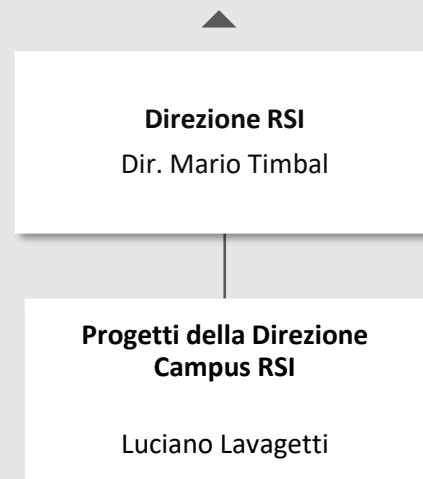 Direzione RSI
Dir. Mario Timbal
Progetti della Direzione
Campus RSI
Luciano Lavagetti